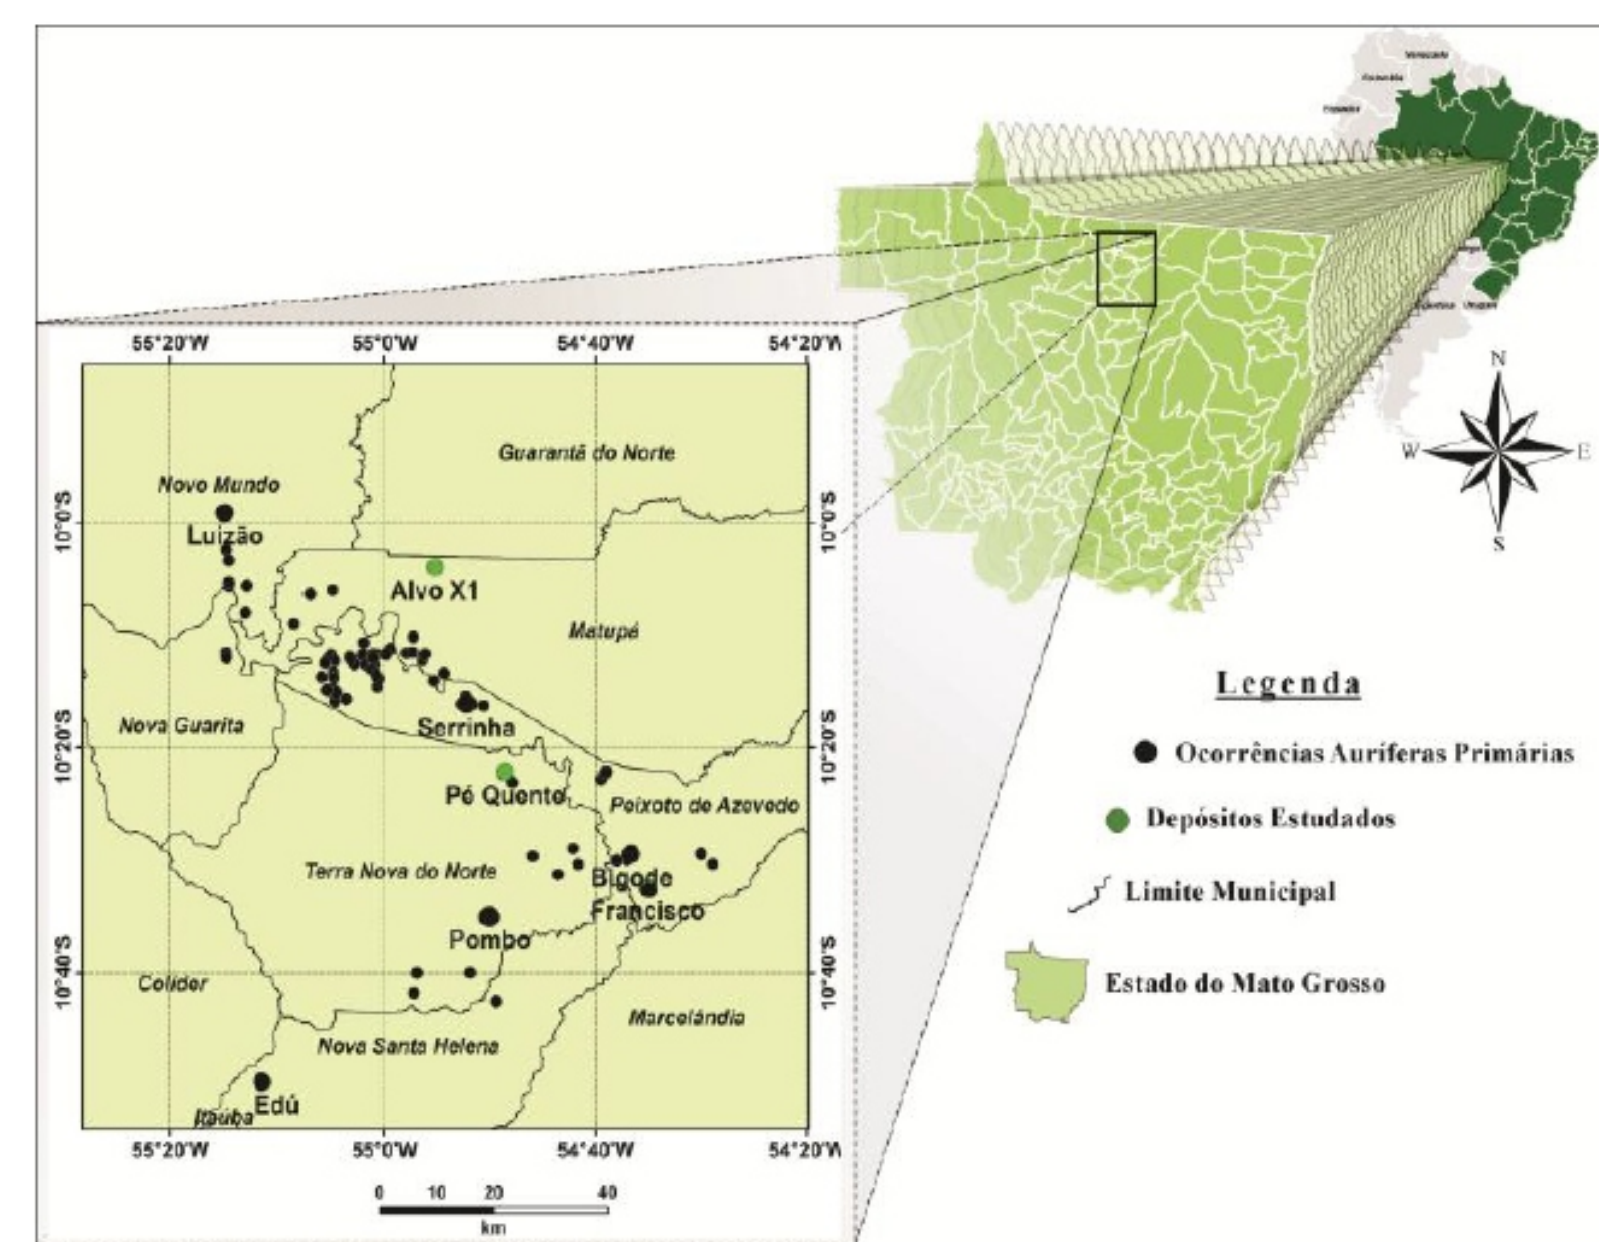 Venezuela
N
W
E
S
55°20'W 55°0'W 54°40'W 54°20'W
Guarantã do Norte
Novo Mundo
Luizão
10°0'S
10°0'S
Alvo X1
Matupá
Nova Guarita
Serrinha
10°20'S
10°20'S
Pé Quente
Peixoto de Azevedo
Terra Nova do Norte
Bigode
Francisco
Pombo
10°40'S
10°40'S
Colider
Marcelândia
Nova Santa Helena
Edú
Itaúba
55°20'W 55°0'W 54°40'W 54°20'W
0 10 20 40
km
Legenda
Ocorrências Auríferas Primárias
Depósitos Estudados
Limite Municipal
Estado do Mato Grosso